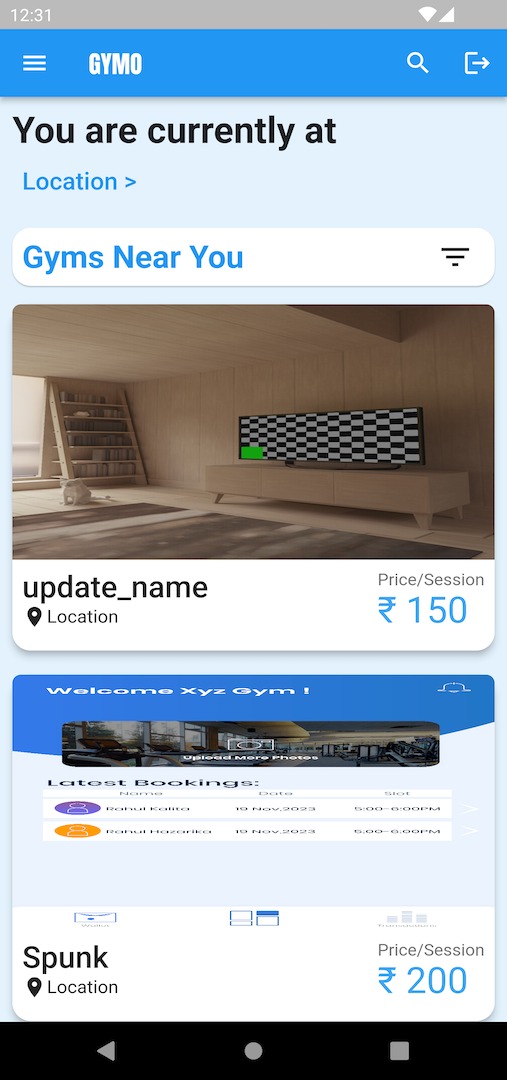 12:31
GYMO
You are currently at
Location >
Gyms Near You
update_name
Location
Price/Session
₹ 150
Welcome Xyz Gym !
Upload More Photos
Latest Bookings:
Name Date Slot
Rahul Kalita 19 Nov,2023 5:00-6:00PM >
Rahul Hazarika 19 Nov,2023 5.00-6.00PM >
Wallet Transactions
Spunk
Location
Price/Session
₹ 200